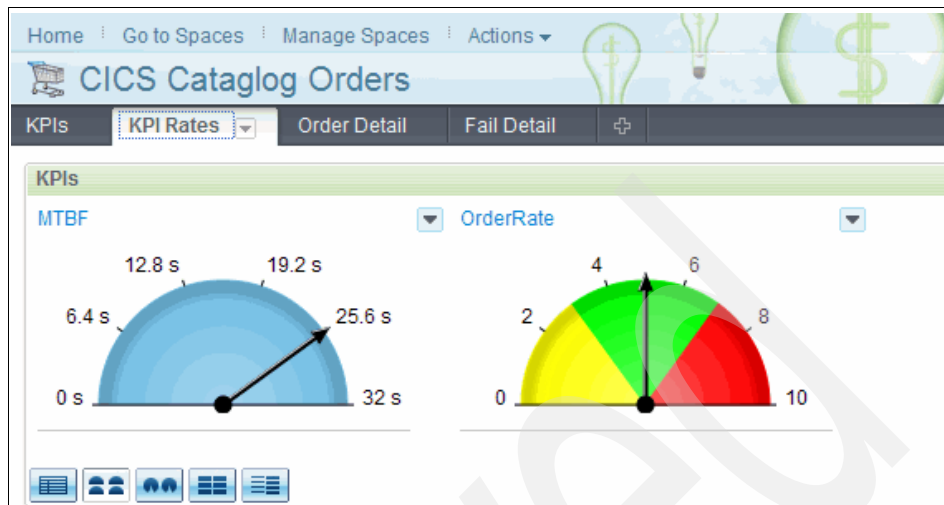 Home Go to Spaces Manage Spaces Actions
CICS Cataglog Orders
KPIs KPI Rates Order Detail Fail Detail
KPIs
MTBF OrderRate
12.8 s 19.2 s 4 6
6.4 s 25.6 s 2 8
0 s 32 s 0 10